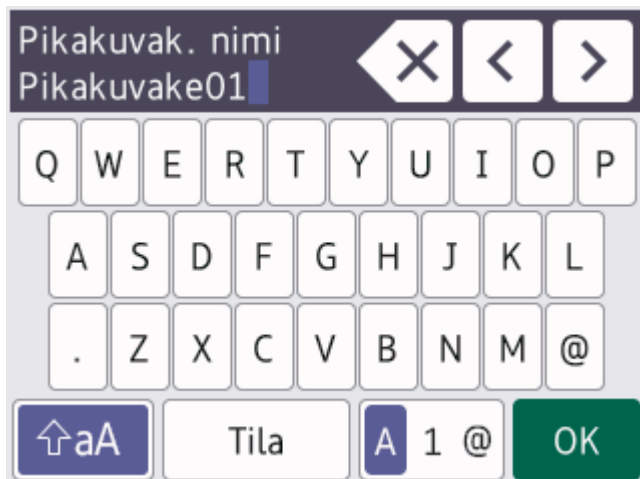 Pikakuvak. nimi
Pikakuvake01
Q W E R T Y U I O P
A S D F G H J K L
. Z X C V B N M @
aA Tila A 1 @ OK